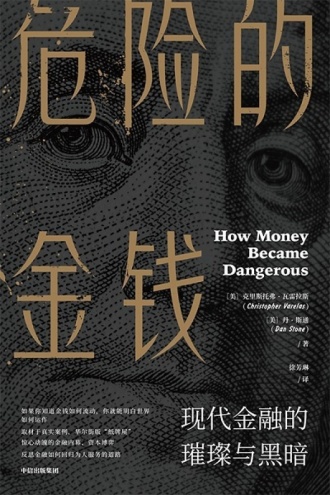 危险的
金钱
How Money
Became
Dangerous
［美］克里斯托弗·瓦雷拉斯
(Christopher Varelas)
［美］丹·斯通
(Dan Stone)
/著
徐芳琳
/译
如果你知道金钱如何流动，你就能明白世界
如何运作
取材于真实案例，华尔街版“纸牌屋”
惊心动魄的金融内幕，资本博弈
反思金融如何回归为人服务的道路
现代金融的
璀璨与黑暗
中信出版集团